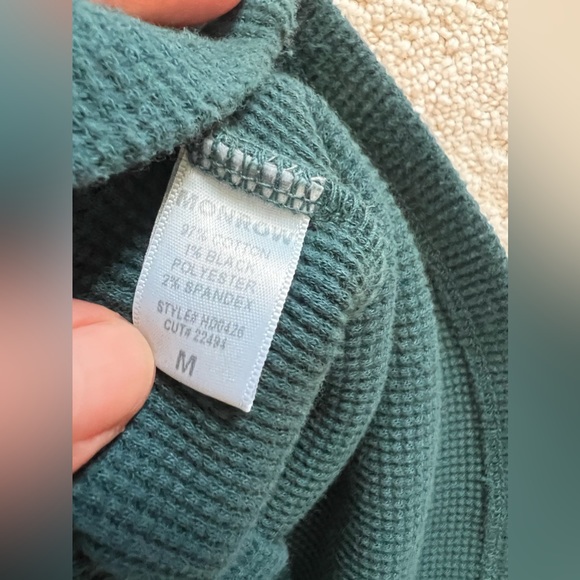 MONROW
97% COTTON
1% BLACK
POLYESTER
2% SPANDEX
STYLE# HD0426
CUT# 22494
M